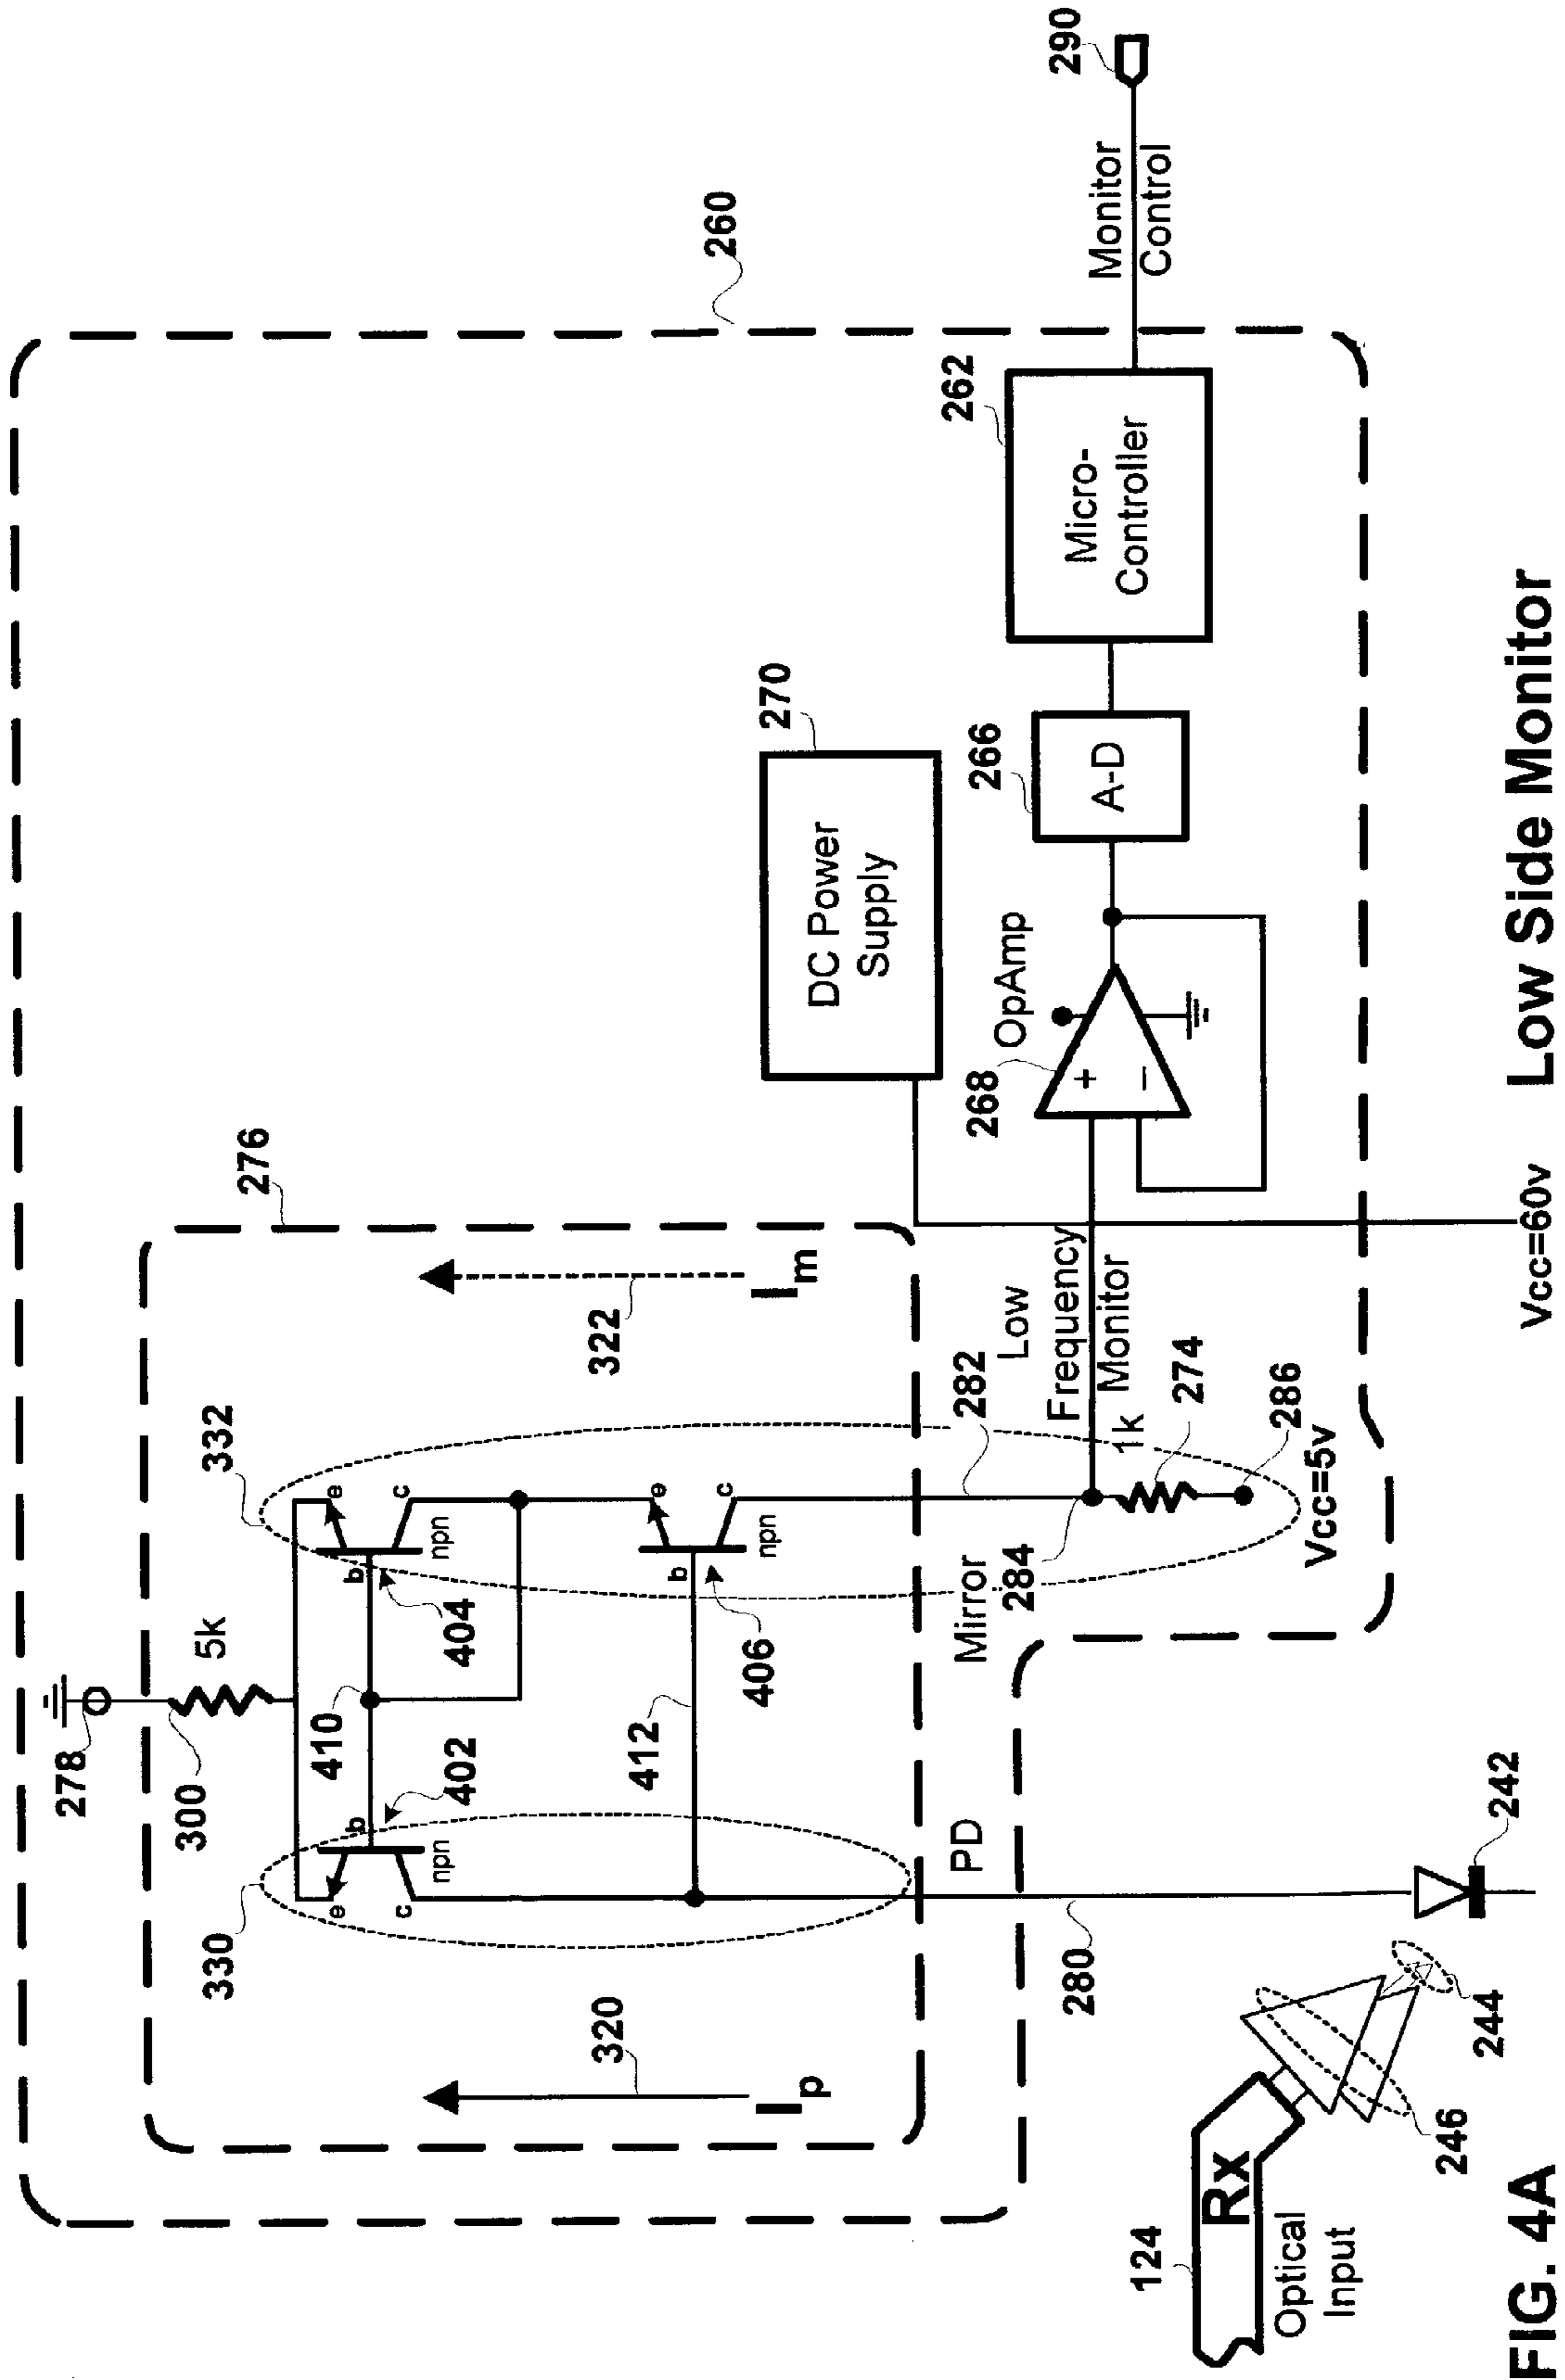 260
276
278
300
5k
332
330
e
e
b
b
c
c
npn
npn
404
410
402
322
Im
320
Ip
e
b
c
npn
406
412
270
DC Power
Supply
262
Micro-
Controller
266
A-D
OpAmp
268
+
−
290
Monitor
Control
PD
Mirror
282
Low
Frequency
Monitor
284
1k
274
286
Vcc=5v
280
242
244
246
124
Rx
Optical
Input
Vcc=60v
Low Side Monitor
FIG. 4A